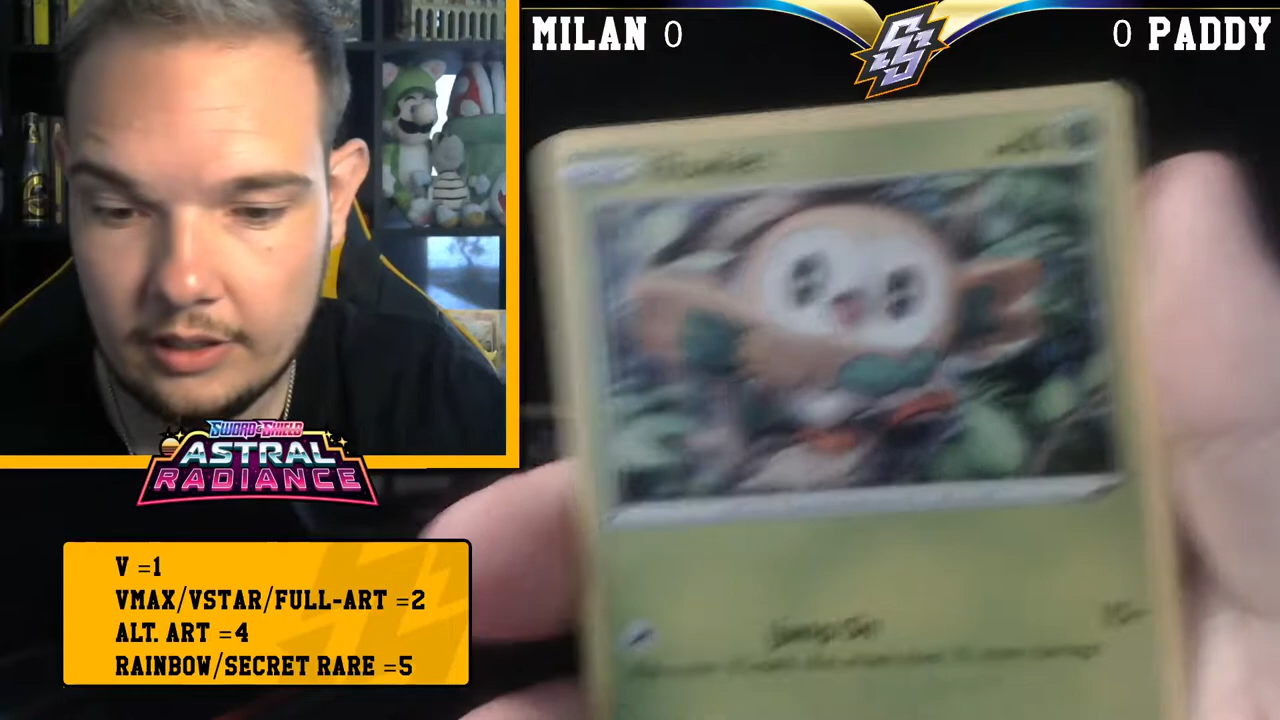 MILAN 0
0 PADDY
SWORD & SHIELD
ASTRAL
RADIANCE
V =1
VMAX/VSTAR/FULL-ART =2
ALT. ART =4
RAINBOW/SECRET RARE =5
Rowlet